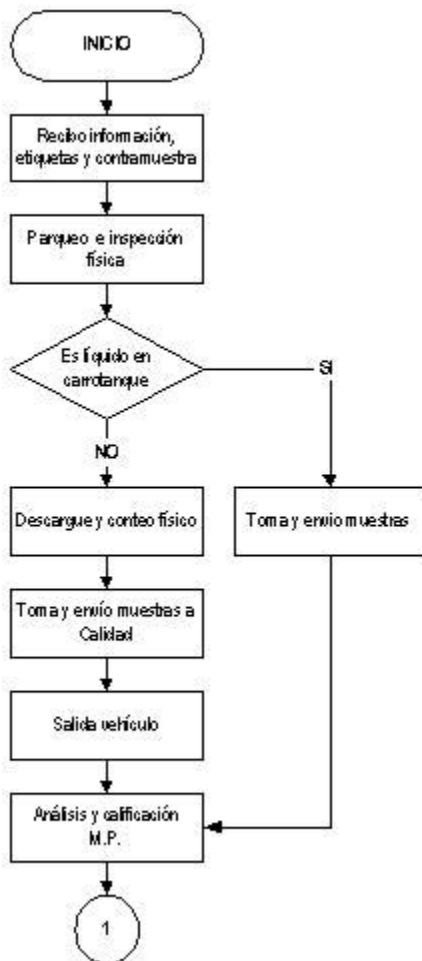 INICIO
Recibo información,
etiquetas y contramuestra
Parqueo e inspección
física
Es líquido en
carrotanque
SI
NO
Descargue y conteo físico
Toma y envio muestras
Toma y envío muestras a
Calidad
Salida vehículo
Análisis y calificación
M.P.
1